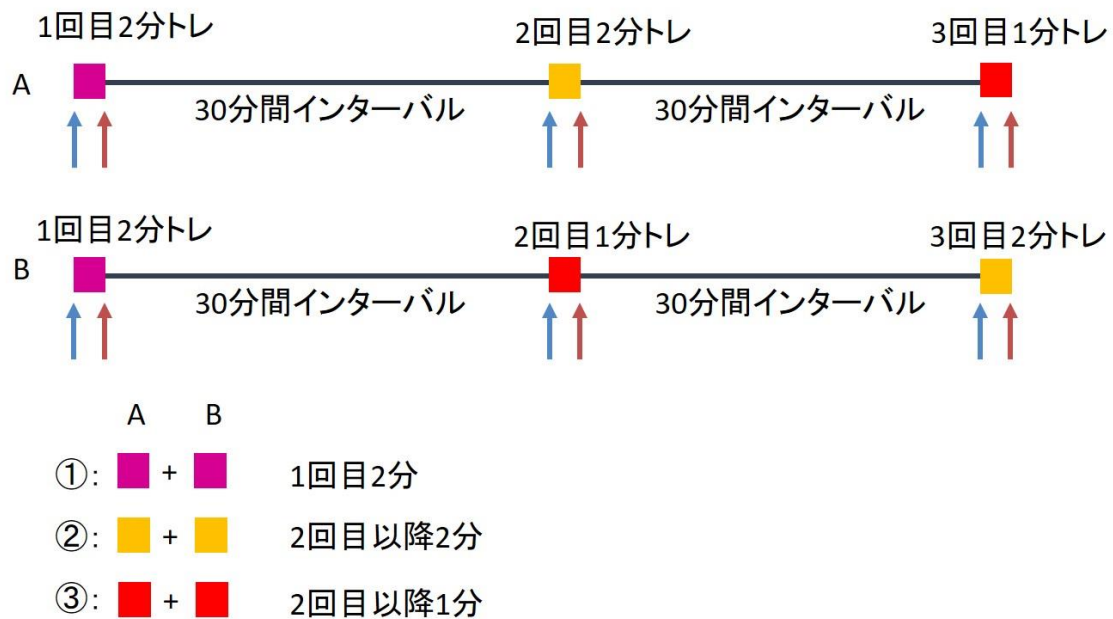 1回目2分トレ
2回目2分トレ
3回目1分トレ
A
30分間インターバル
30分間インターバル
1回目2分トレ
2回目1分トレ
3回目2分トレ
B
30分間インターバル
30分間インターバル
A B
①: + 1回目2分
②: + 2回目以降2分
③: + 2回目以降1分